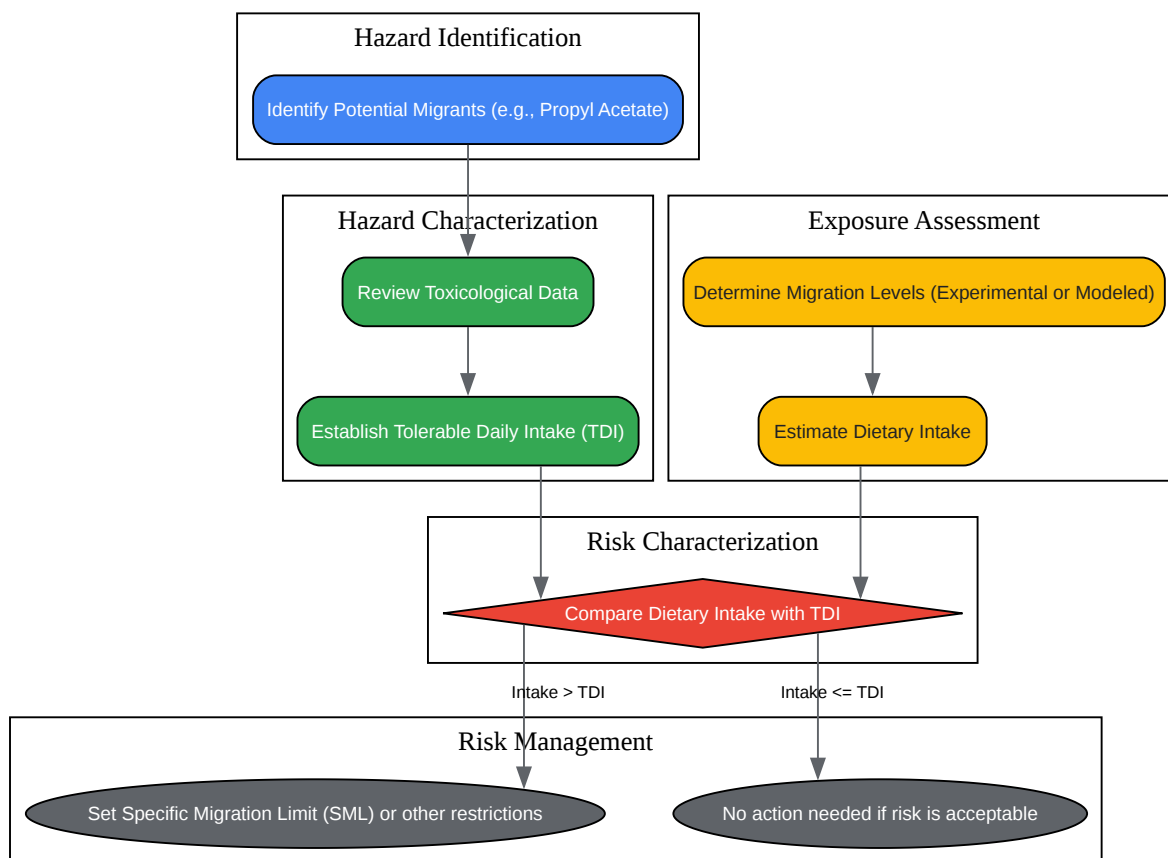 Hazard Identification
Identify Potential Migrants (e.g., Propyl Acetate)
Hazard Characterization
Review Toxicological Data
Establish Tolerable Daily Intake (TDI)
Exposure Assessment
Determine Migration Levels (Experimental or Modeled)
Estimate Dietary Intake
Risk Characterization
Compare Dietary Intake with TDI
Intake > TDI
Intake <= TDI
Risk Management
Set Specific Migration Limit (SML) or other restrictions
No action needed if risk is acceptable